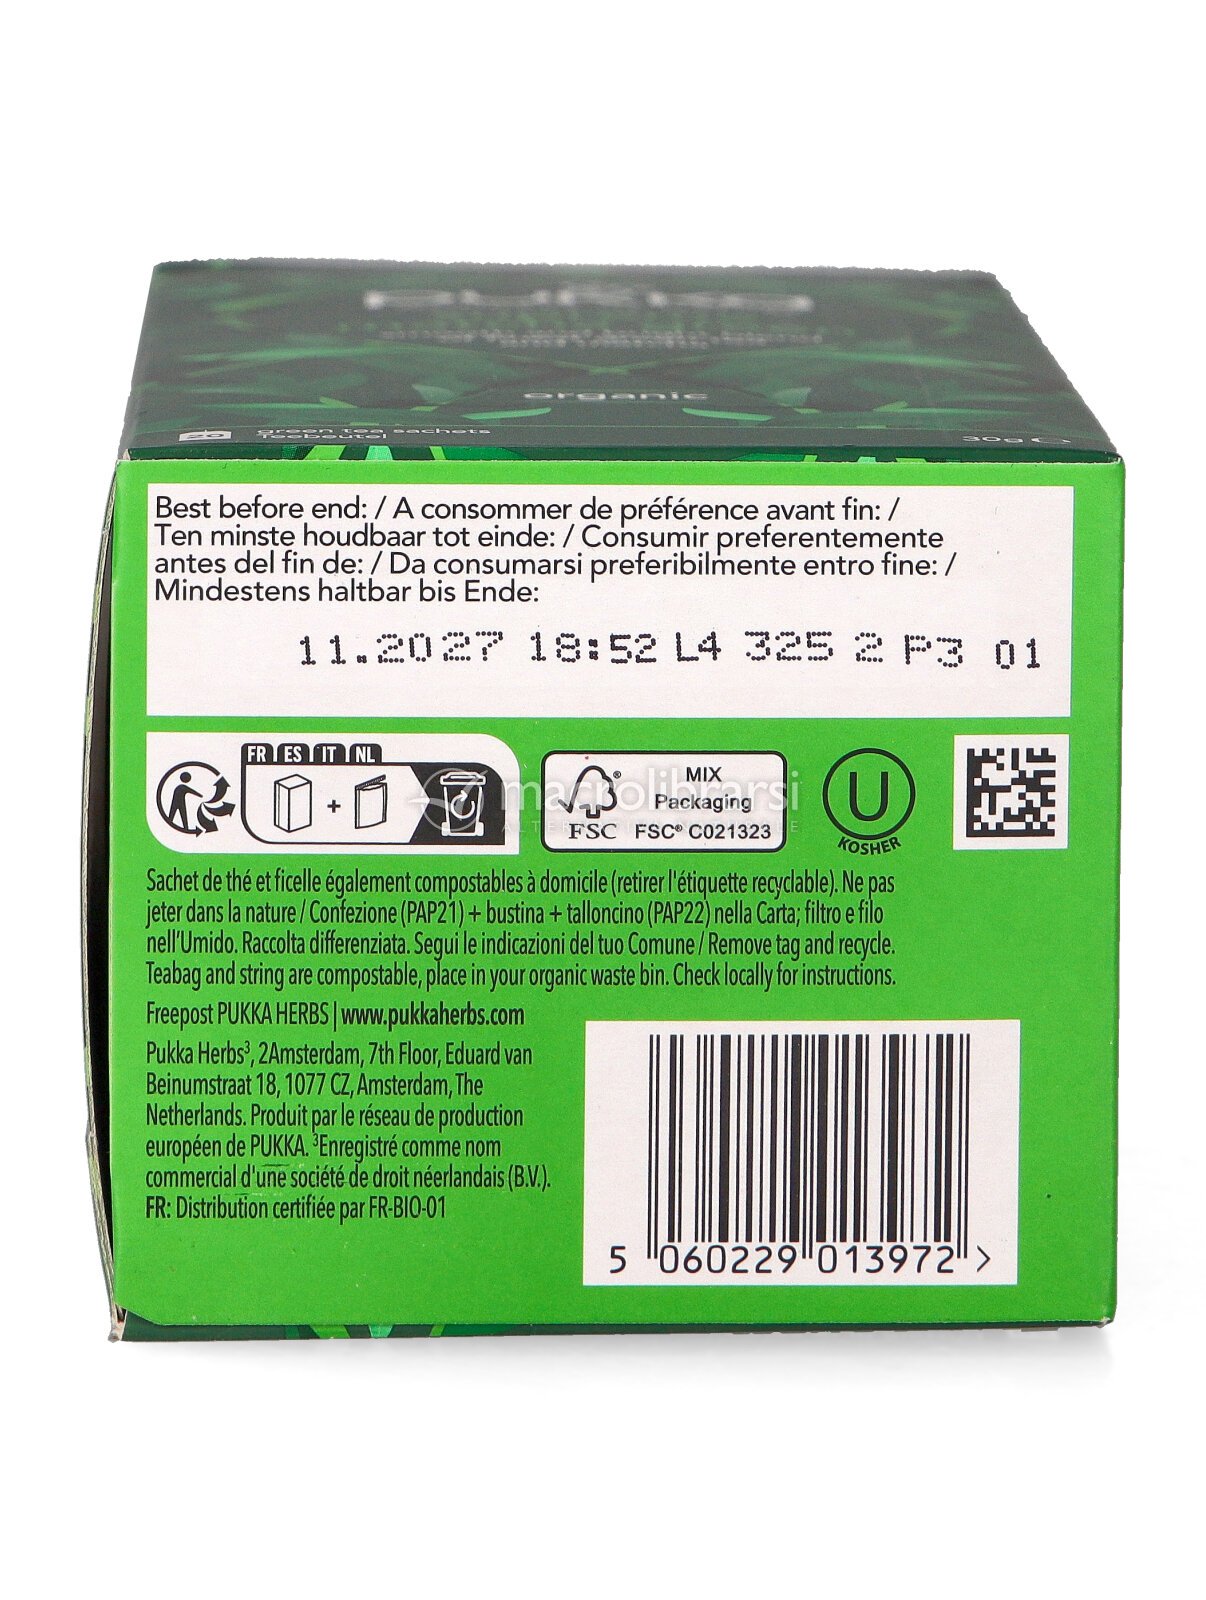 PUKKA
organic
20
green tea sachets
Teebeutel
30g ℮
Best before end: / A consommer de préférence avant fin: /
Ten minste houdbaar tot einde: / Consumir preferentemente
antes del fin de: / Da consumarsi preferibilmente entro fine: /
Mindestens haltbar bis Ende:
11.2027 18:52 L4 325 2 P3 01
FR ES IT NL
+
macrolibrarsi
FSC®
MIX
Packaging
FSC® C021323
U
KOSHER
Sachet de thé et ficelle également compostables à domicile (retirer l'étiquette recyclable). Ne pas
jeter dans la nature / Confezione (PAP21) + bustina + talloncino (PAP22) nella Carta; filtro e filo
nell'Umido. Raccolta differenziata. Segui le indicazioni del tuo Comune / Remove tag and recycle.
Teabag and string are compostable, place in your organic waste bin. Check locally for instructions.
Freepost PUKKA HERBS | www.pukkaherbs.com
Pukka Herbs³, 2Amsterdam, 7th Floor, Eduard van
Beinumstraat 18, 1077 CZ, Amsterdam, The
Netherlands. Produit par le réseau de production
européen de PUKKA. ³Enregistré comme nom
commercial d'une société de droit néerlandais (B.V.).
FR: Distribution certifiée par FR-BIO-01
5 060229 013972 >